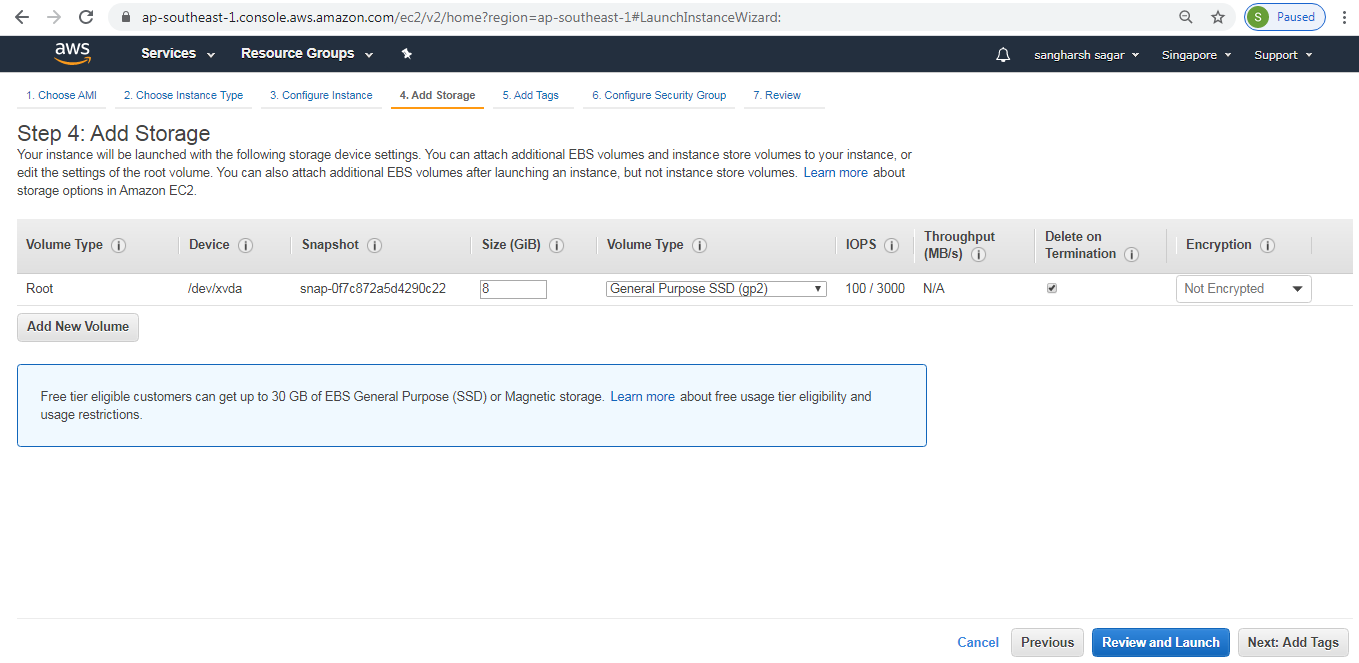 ap-southeast-1.console.aws.amazon.com/ec2/v2/home?region=ap-southeast-1#LaunchInstanceWizard:
S Paused
aws Services Resource Groups sangharsh sagar Singapore Support
1. Choose AMI 2. Choose Instance Type 3. Configure Instance 4. Add Storage 5. Add Tags 6. Configure Security Group 7. Review
Step 4: Add Storage
Your instance will be launched with the following storage device settings. You can attach additional EBS volumes and instance store volumes to your instance, or
edit the settings of the root volume. You can also attach additional EBS volumes after launching an instance, but not instance store volumes. Learn more about
storage options in Amazon EC2.
Volume Type i Device i Snapshot i Size (GiB) i Volume Type i IOPS i Throughput (MB/s) i Delete on Termination i Encryption i
Root /dev/xvda snap-0f7c872a5d4290c22 8 General Purpose SSD (gp2) 100 / 3000 N/A Not Encrypted
Add New Volume
Free tier eligible customers can get up to 30 GB of EBS General Purpose (SSD) or Magnetic storage. Learn more about free usage tier eligibility and
usage restrictions.
Cancel Previous Review and Launch Next: Add Tags